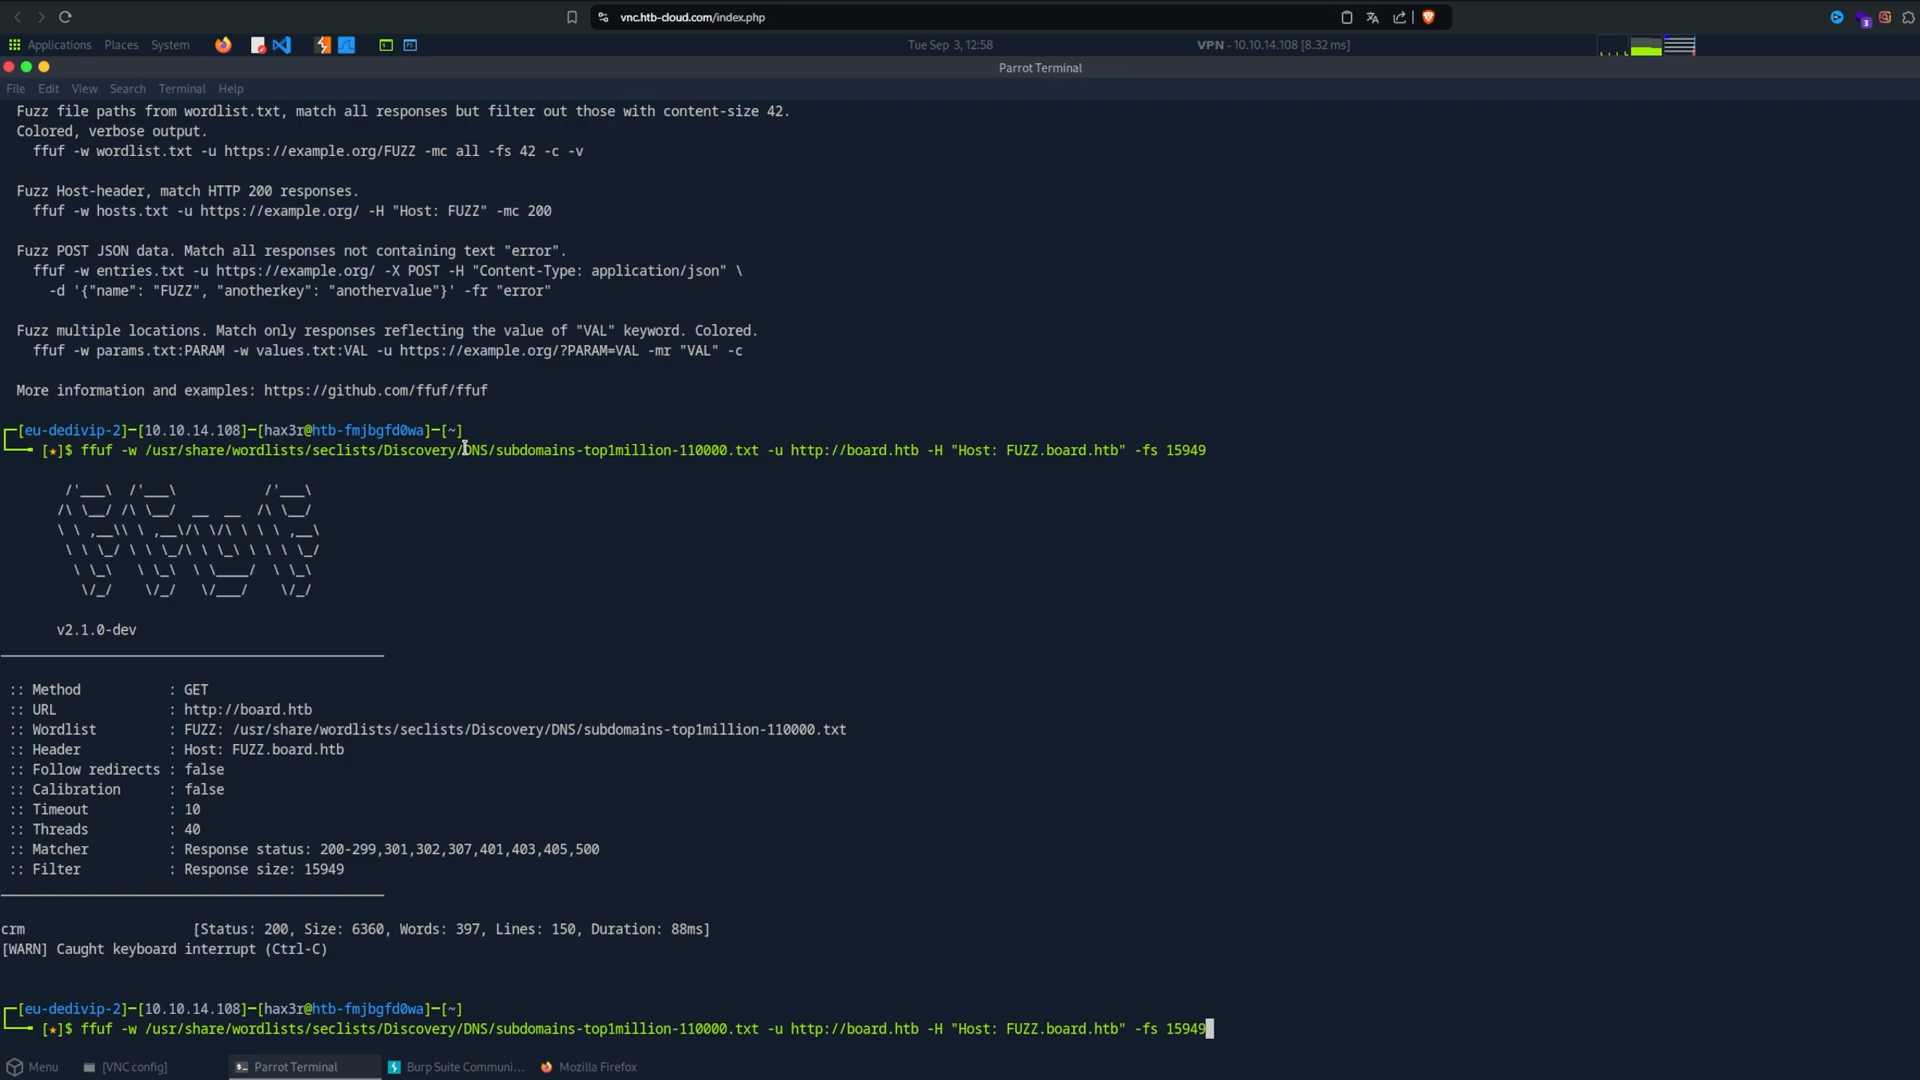 vnc.htb-cloud.com/index.php
3
Applications Places System
Tue Sep 3, 12:58
VPN - 10.10.14.108 [8.32 ms]
Parrot Terminal
File Edit View Search Terminal Help
Fuzz file paths from wordlist.txt, match all responses but filter out those with content-size 42.
Colored, verbose output.
ffuf -w wordlist.txt -u https://example.org/FUZZ -mc all -fs 42 -c -v
Fuzz Host-header, match HTTP 200 responses.
ffuf -w hosts.txt -u https://example.org/ -H "Host: FUZZ" -mc 200
Fuzz POST JSON data. Match all responses not containing text "error".
ffuf -w entries.txt -u https://example.org/ -X POST -H "Content-Type: application/json" \
-d '{"name": "FUZZ", "anotherkey": "anothervalue"}' -fr "error"
Fuzz multiple locations. Match only responses reflecting the value of "VAL" keyword. Colored.
ffuf -w params.txt:PARAM -w values.txt:VAL -u https://example.org/?PARAM=VAL -mr "VAL" -c
More information and examples: https://github.com/ffuf/ffuf
┌─[eu-dedivip-2]─[10.10.14.108]─[hax3r@htb-fmjbgfd0wa]─[~]
└──╼ [★]$ ffuf -w /usr/share/wordlists/seclists/Discovery/DNS/subdomains-top1million-110000.txt -u http://board.htb -H "Host: FUZZ.board.htb" -fs 15949
        /'___\  /'___\           /'___\
       /\ \__/ /\ \__/  __  __  /\ \__/
       \ \ ,__\\ \ ,__\/\ \/\ \ \ \ ,__\
        \ \ \_/ \ \ \_/\ \ \_\ \ \ \ \_/
         \ \_\   \ \_\  \ \____/  \ \_\
          \/_/    \/_/   \/___/    \/_/
v2.1.0-dev
________________________________________________
:: Method : GET
:: URL : http://board.htb
:: Wordlist : FUZZ: /usr/share/wordlists/seclists/Discovery/DNS/subdomains-top1million-110000.txt
:: Header : Host: FUZZ.board.htb
:: Follow redirects : false
:: Calibration : false
:: Timeout : 10
:: Threads : 40
:: Matcher : Response status: 200-299,301,302,307,401,403,405,500
:: Filter : Response size: 15949
________________________________________________
crm [Status: 200, Size: 6360, Words: 397, Lines: 150, Duration: 88ms]
[WARN] Caught keyboard interrupt (Ctrl-C)
┌─[eu-dedivip-2]─[10.10.14.108]─[hax3r@htb-fmjbgfd0wa]─[~]
└──╼ [★]$ ffuf -w /usr/share/wordlists/seclists/Discovery/DNS/subdomains-top1million-110000.txt -u http://board.htb -H "Host: FUZZ.board.htb" -fs 15949
Menu [VNC config] Parrot Terminal Burp Suite Communi... Mozilla Firefox